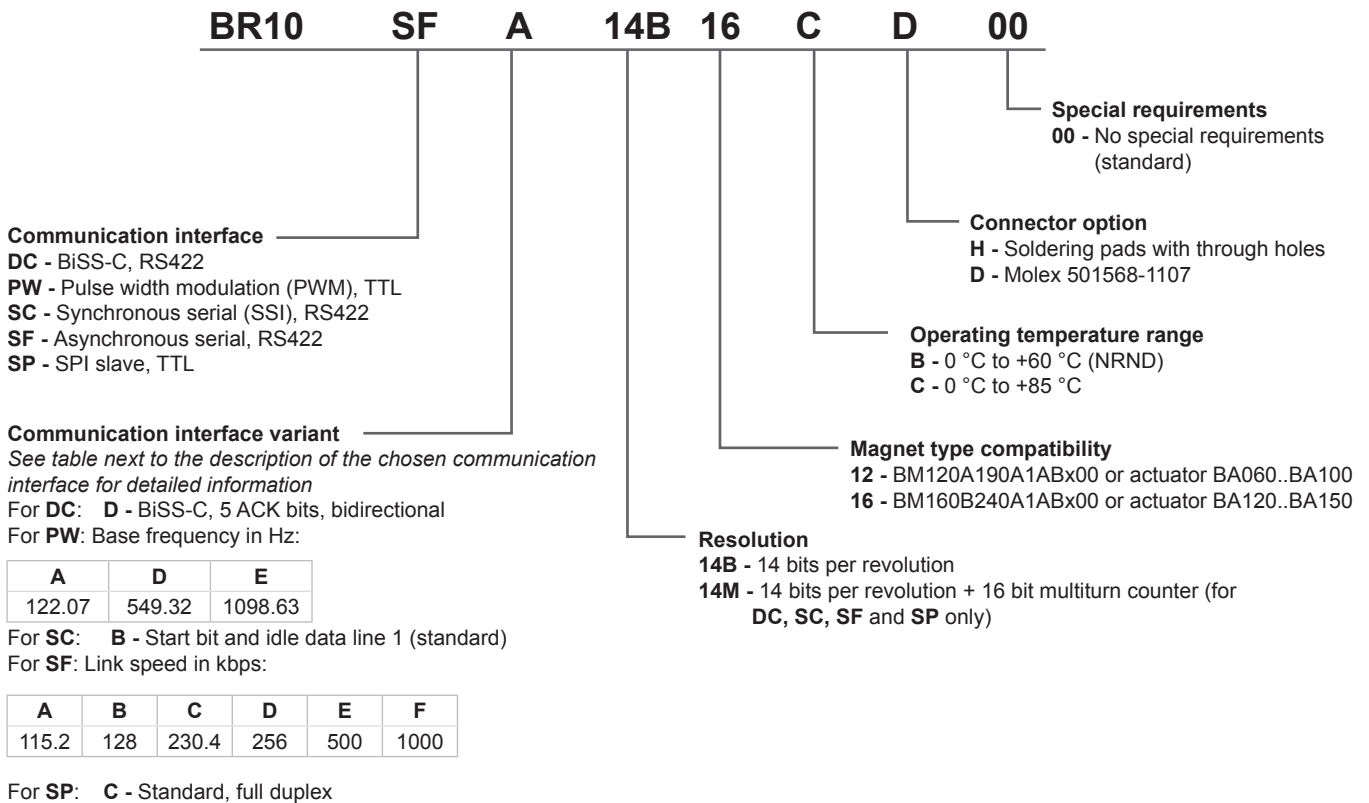 BR10 SF A 14B 16 C D 00
Special requirements
00 - No special requirements
(standard)
Connector option
H - Soldering pads with through holes
D - Molex 501568-1107
Operating temperature range
B - 0 °C to +60 °C (NRND)
C - 0 °C to +85 °C
Magnet type compatibility
12 - BM120A190A1ABx00 or actuator BA060..BA100
16 - BM160B240A1ABx00 or actuator BA120..BA150
Resolution
14B - 14 bits per revolution
14M - 14 bits per revolution + 16 bit multiturn counter (for
DC, SC, SF and SP only)
Communication interface
DC - BiSS-C, RS422
PW - Pulse width modulation (PWM), TTL
SC - Synchronous serial (SSI), RS422
SF - Asynchronous serial, RS422
SP - SPI slave, TTL
Communication interface variant
See table next to the description of the chosen communication
interface for detailed information
For DC: D - BiSS-C, 5 ACK bits, bidirectional
For PW: Base frequency in Hz:
A D E
122.07 549.32 1098.63
For SC: B - Start bit and idle data line 1 (standard)
For SF: Link speed in kbps:
A B C D E F
115.2 128 230.4 256 500 1000
For SP: C - Standard, full duplex